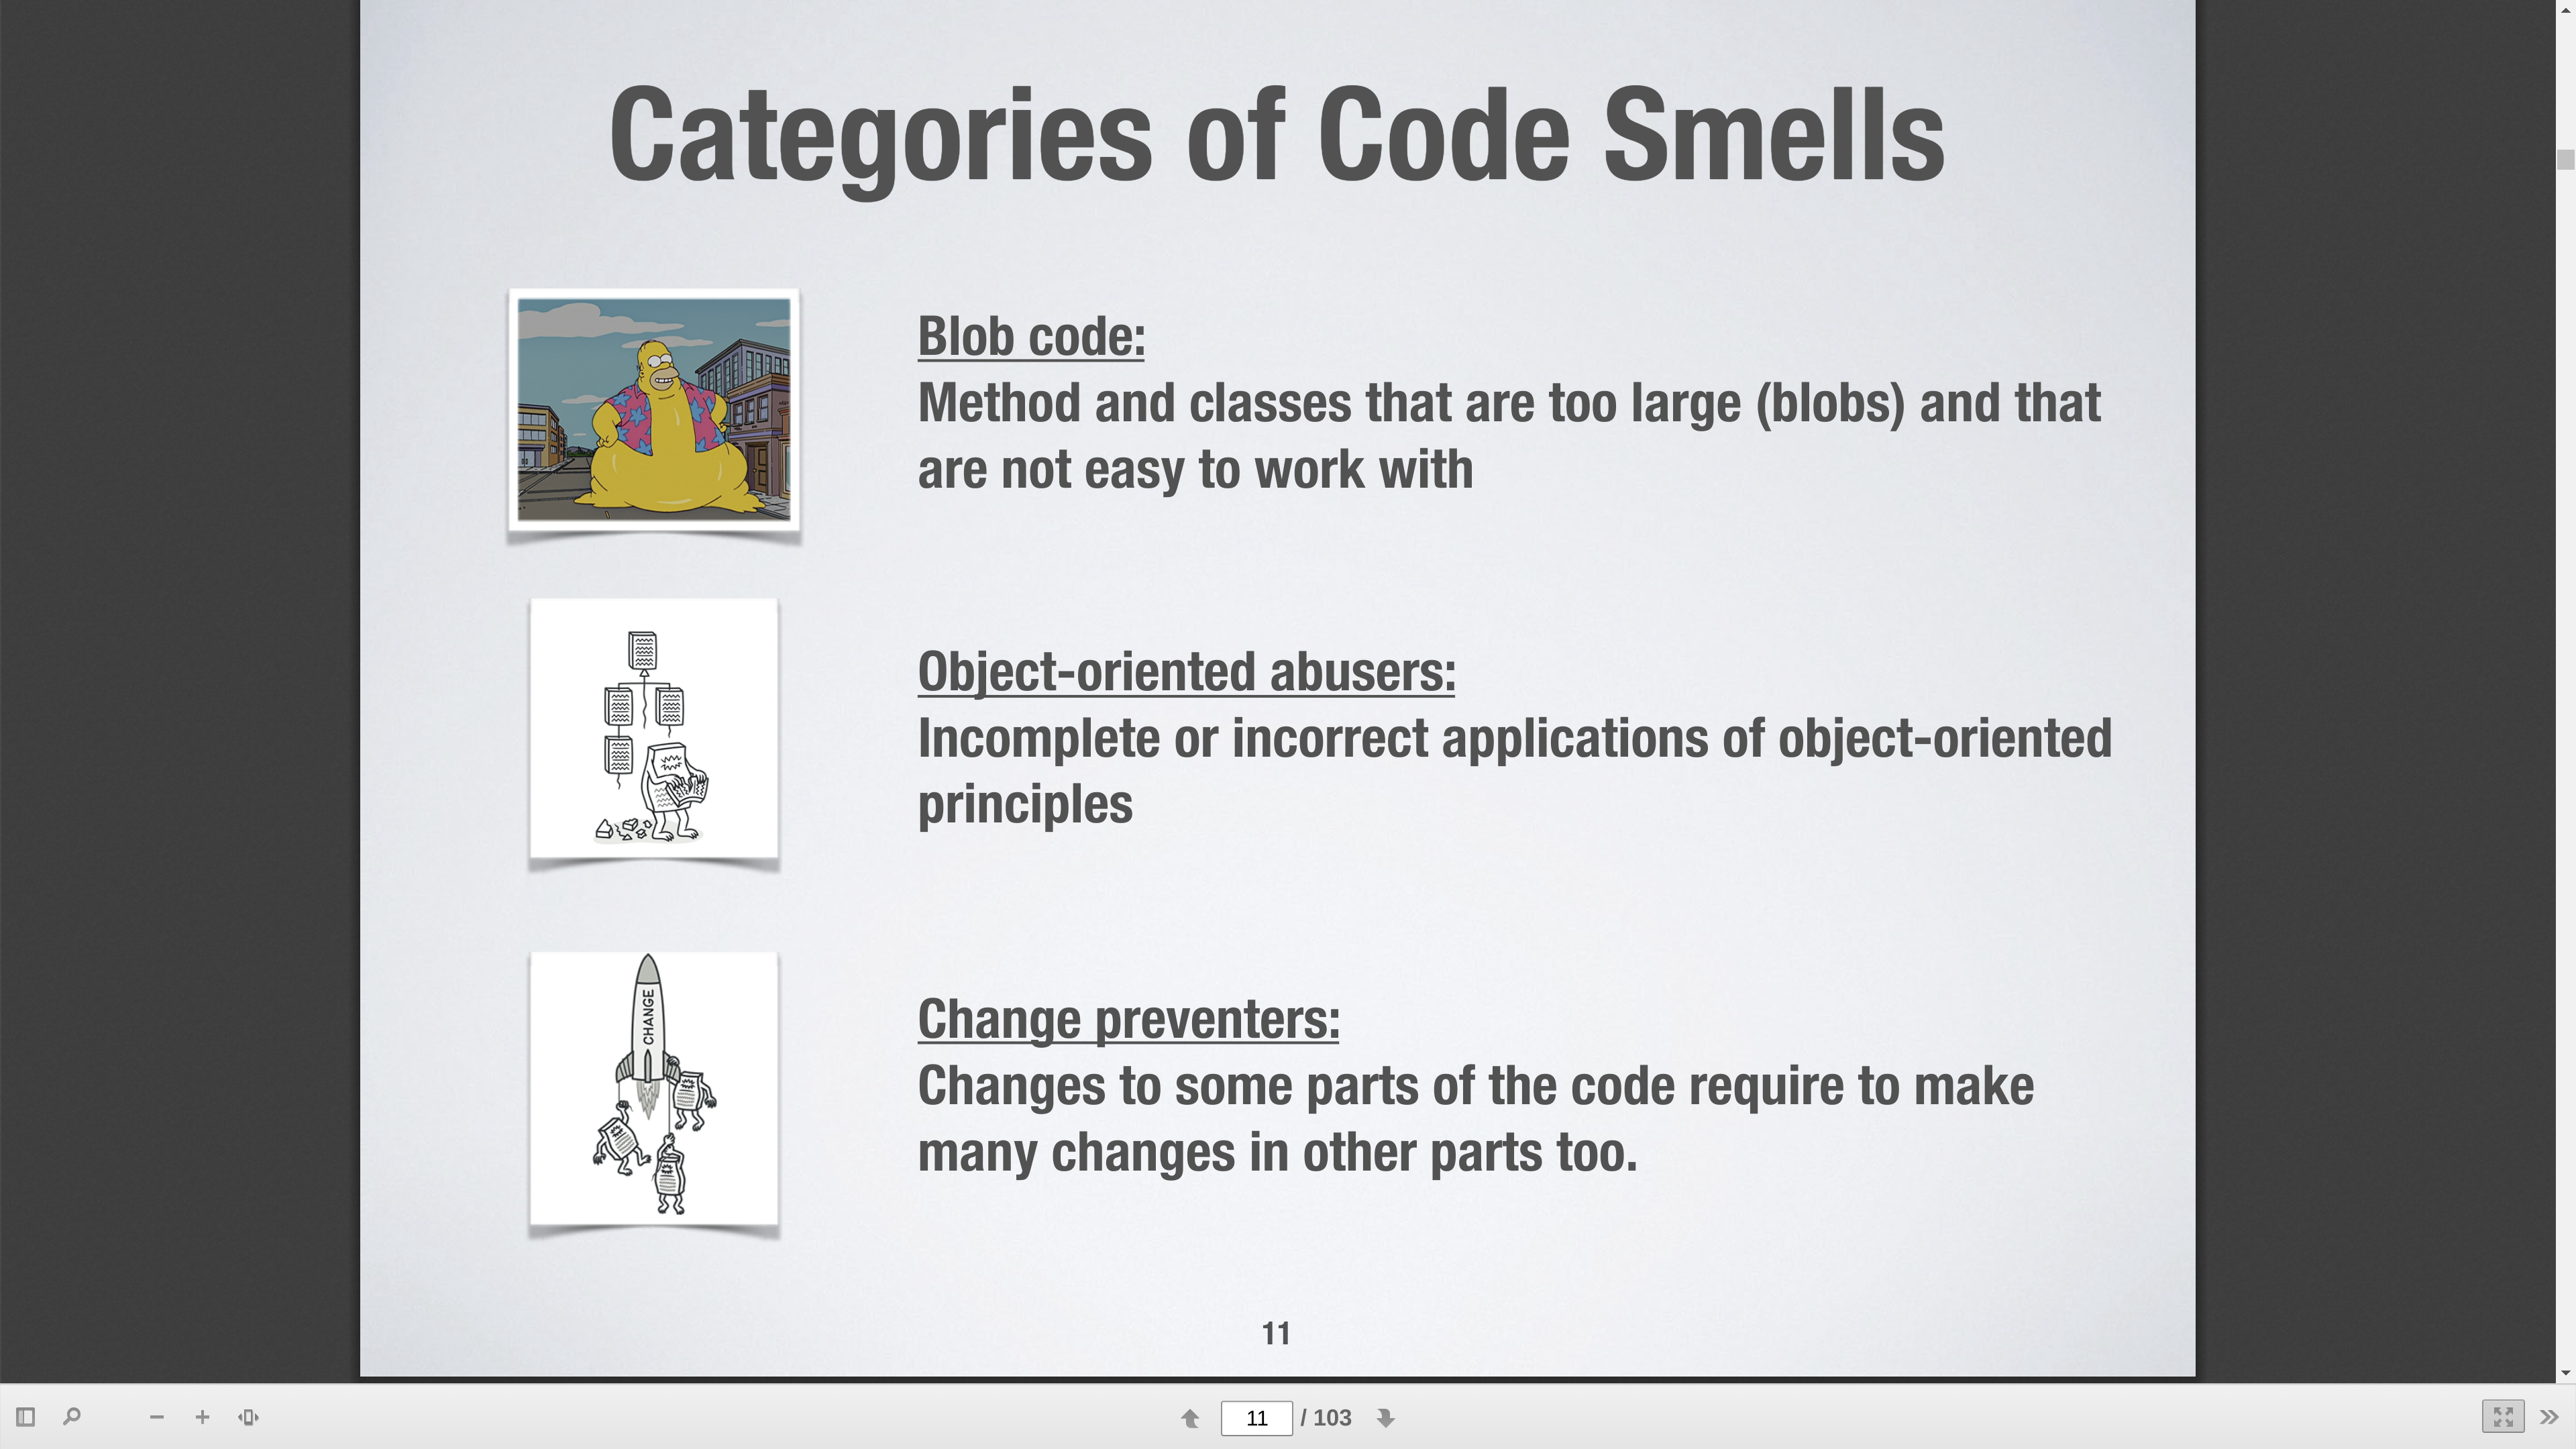 Categories of Code Smells
Blob code:
Method and classes that are too large (blobs) and that
are not easy to work with
Object-oriented abusers:
Incomplete or incorrect applications of object-oriented
principles
CHANGE
Change preventers:
Changes to some parts of the code require to make
many changes in other parts too.
11
11 / 103